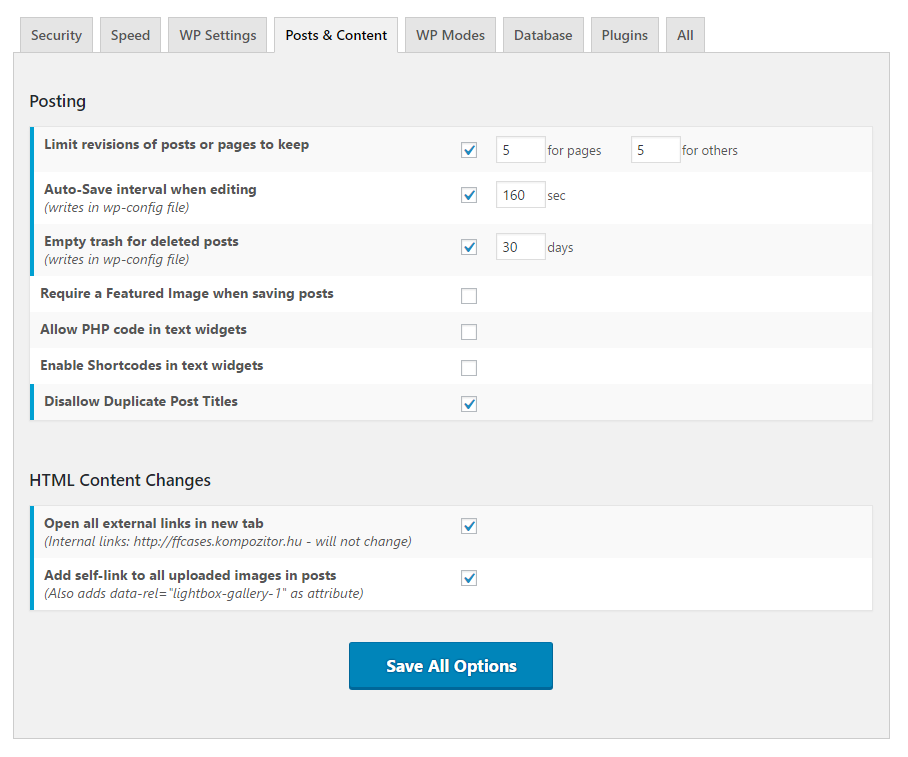 Security Speed WP Settings Posts & Content WP Modes Database Plugins All
Posting
Limit revisions of posts or pages to keep 5 for pages 5 for others
Auto-Save interval when editing 160 sec
(writes in wp-config file)
Empty trash for deleted posts 30 days
(writes in wp-config file)
Require a Featured Image when saving posts
Allow PHP code in text widgets
Enable Shortcodes in text widgets
Disallow Duplicate Post Titles
HTML Content Changes
Open all external links in new tab
(Internal links: http://ffcases.kompozitor.hu - will not change)
Add self-link to all uploaded images in posts
(Also adds data-rel="lightbox-gallery-1" as attribute)
Save All Options